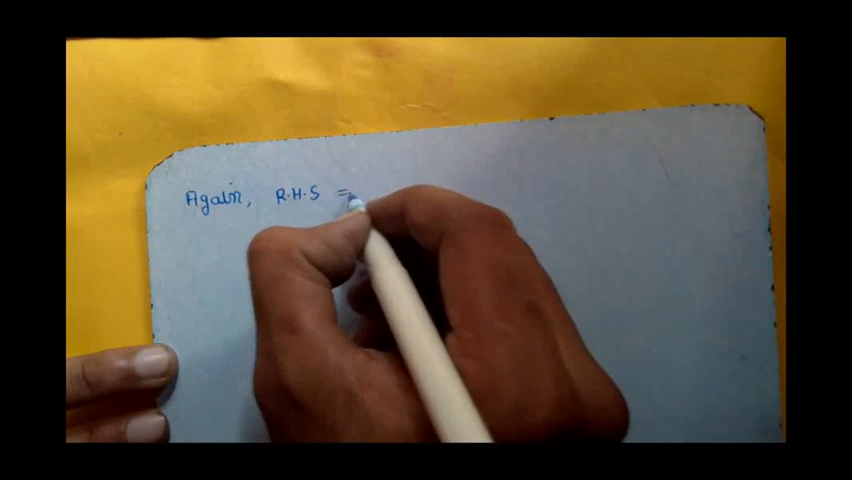 Again, R.H.S =